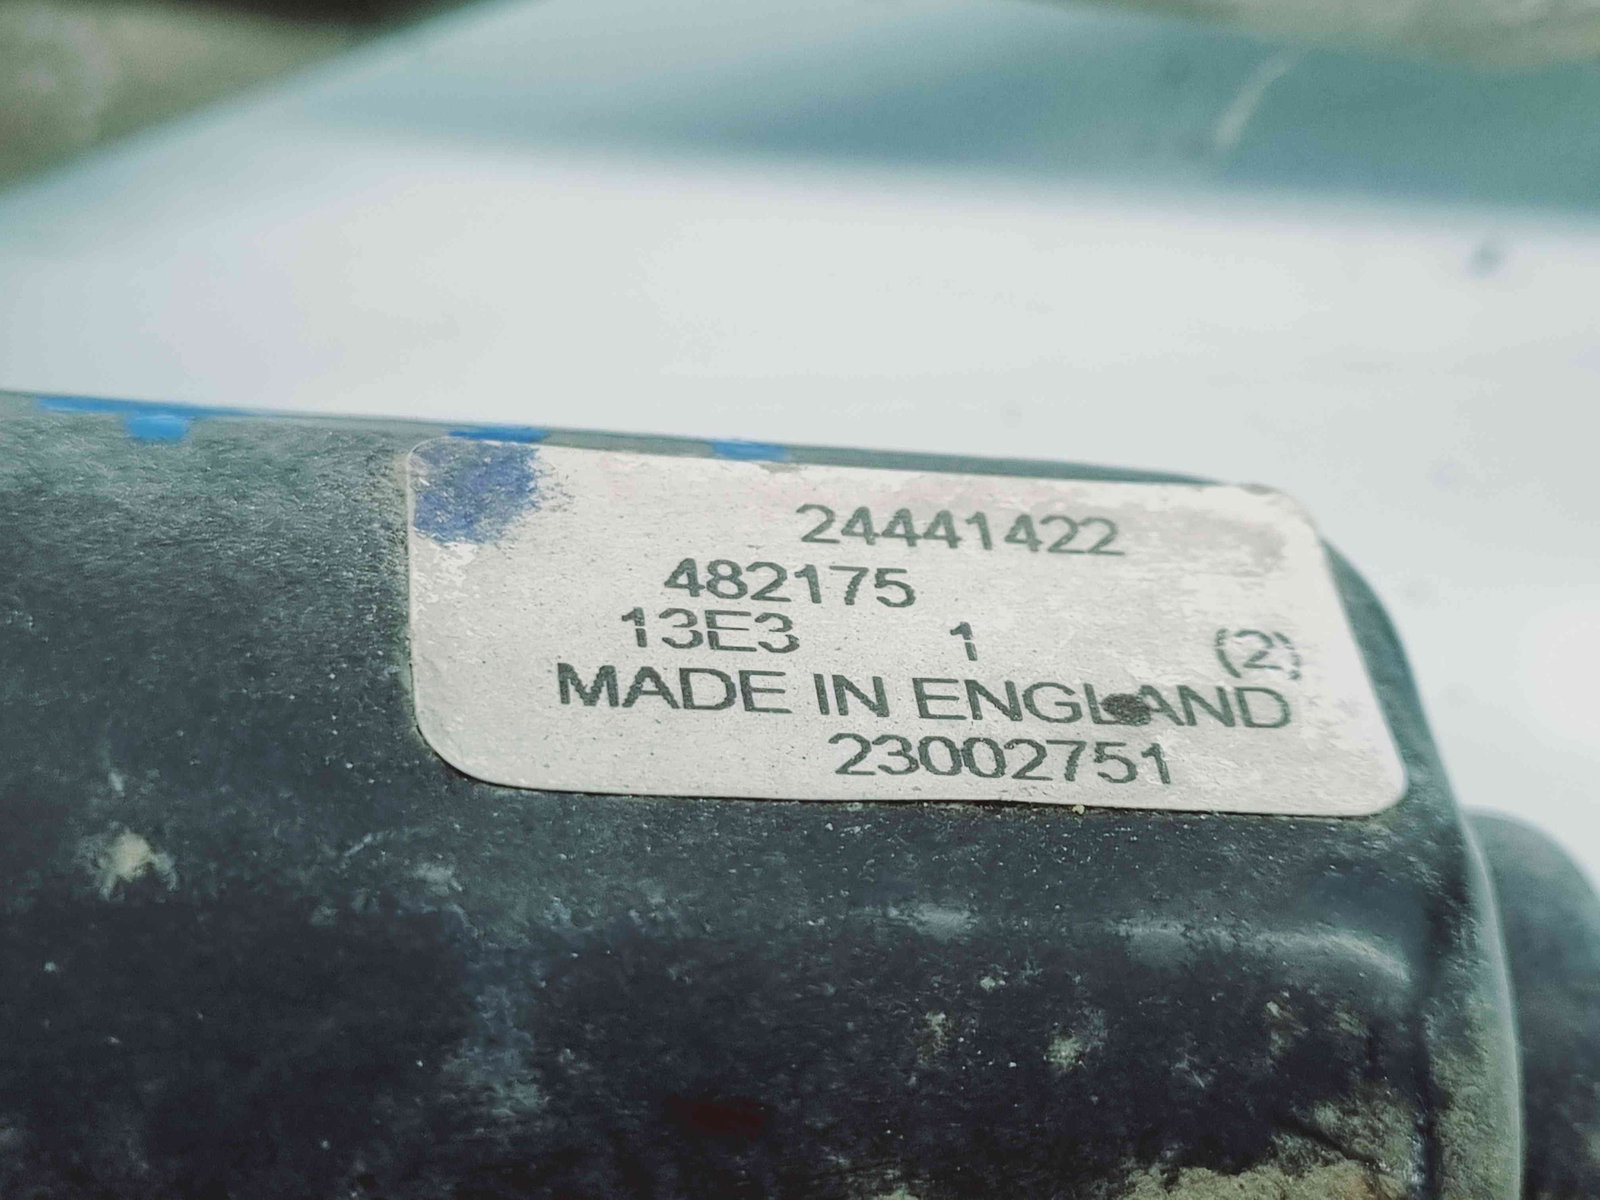 24441422
482175
13E3 1 (2)
MADE IN ENGLAND
23002751